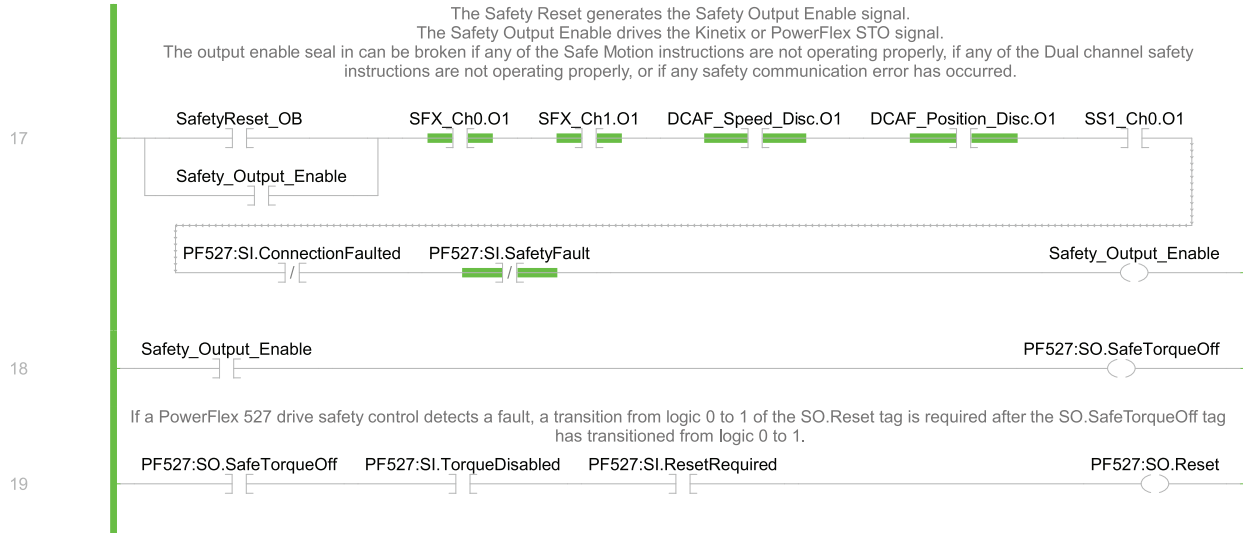 The Safety Reset generates the Safety Output Enable signal.
The Safety Output Enable drives the Kinetix or PowerFlex STO signal.
The output enable seal in can be broken if any of the Safe Motion instructions are not operating properly, if any of the Dual channel safety
instructions are not operating properly, or if any safety communication error has occurred.
17
SafetyReset_OB SFX_Ch0.O1 SFX_Ch1.O1 DCAF_Speed_Disc.O1 DCAF_Position_Disc.O1 SS1_Ch0.O1
Safety_Output_Enable
PF527:SI.ConnectionFaulted PF527:SI.SafetyFault Safety_Output_Enable
Safety_Output_Enable PF527:SO.SafeTorqueOff
18
If a PowerFlex 527 drive safety control detects a fault, a transition from logic 0 to 1 of the SO.Reset tag is required after the SO.SafeTorqueOff tag
has transitioned from logic 0 to 1.
PF527:SO.SafeTorqueOff PF527:SI.TorqueDisabled PF527:SI.ResetRequired PF527:SO.Reset
19